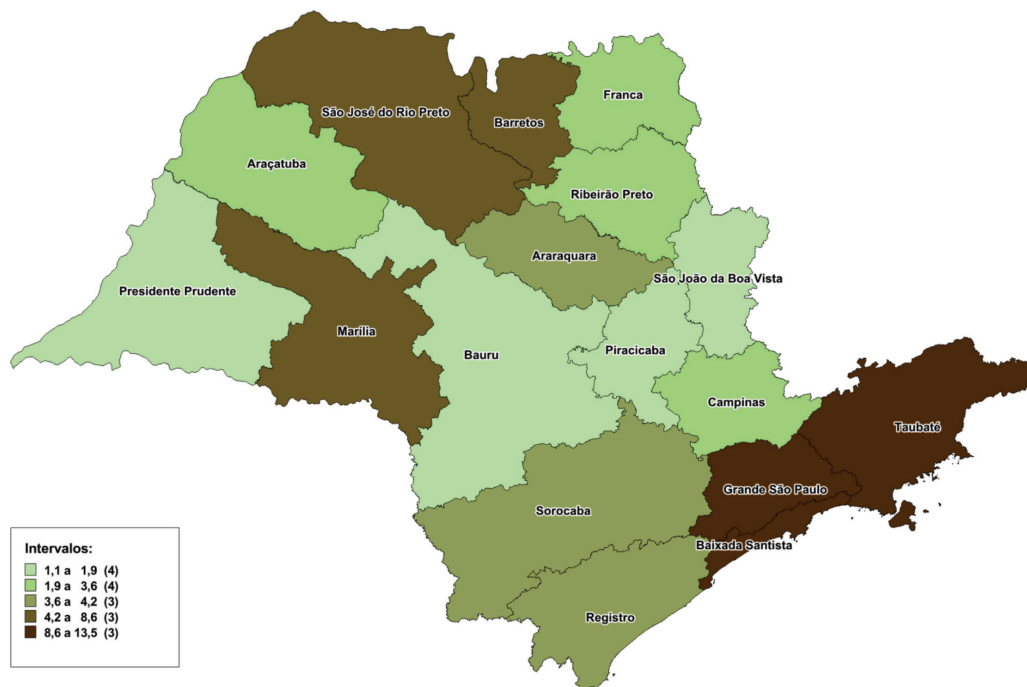 Franca
São José do Rio Preto
Barretos
Araçatuba
Ribeirão Preto
Araraquara
São João da Boa Vista
Presidente Prudente
Marília
Bauru
Piracicaba
Campinas
Taubaté
Grande São Paulo
Sorocaba
Baixada Santista
Registro
Intervalos:
1,1 a 1,9 (4)
1,9 a 3,6 (4)
3,6 a 4,2 (3)
4,2 a 8,6 (3)
8,6 a 13,5 (3)